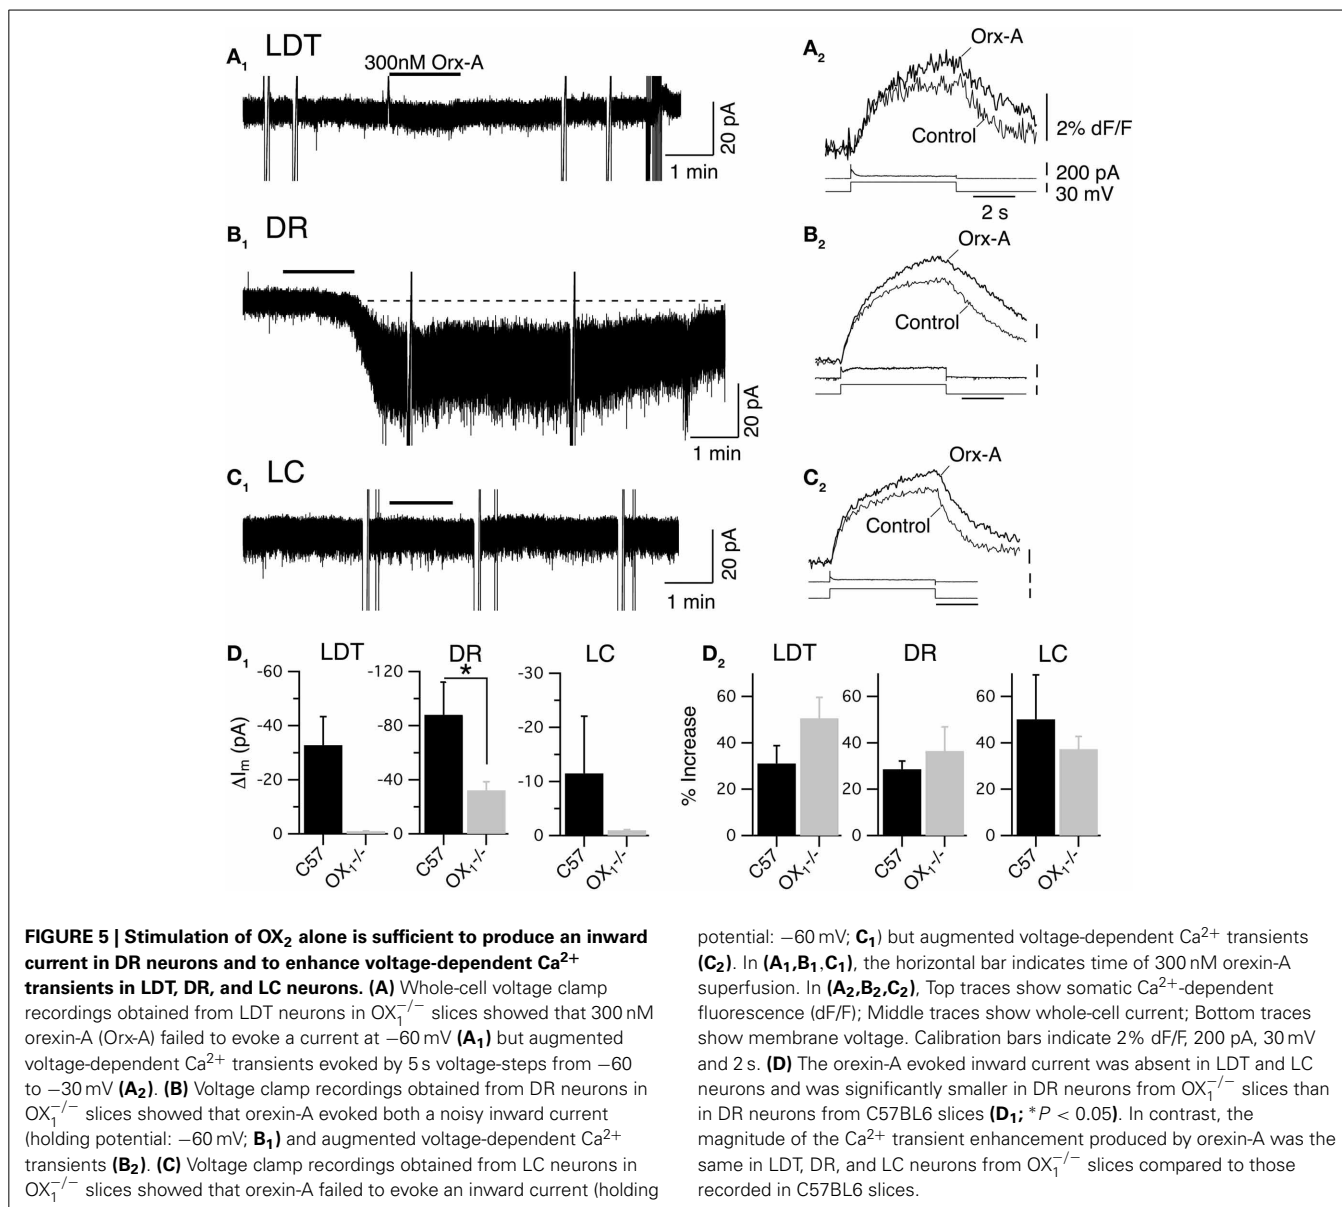 A1 LDT
300nM Orx-A
20 pA
1 min
A2
Orx-A
Control
2% dF/F
200 pA
30 mV
2 s
B1 DR
20 pA
1 min
B2
Orx-A
Control
C1 LC
20 pA
1 min
C2
Orx-A
Control
D1 LDT DR LC
ΔIm (pA)
-60
-40
-20
0
C57 OX1-/-
-120
-80
-40
0
*
C57 OX1-/-
-30
-20
-10
0
C57 OX1-/-
D2 LDT DR LC
% Increase
60
40
20
0
C57 OX1-/-
60
40
20
0
C57 OX1-/-
60
40
20
0
C57 OX1-/-
FIGURE 5 | Stimulation of OX2 alone is sufficient to produce an inward
current in DR neurons and to enhance voltage-dependent Ca2+
transients in LDT, DR, and LC neurons. (A) Whole-cell voltage clamp
recordings obtained from LDT neurons in OX1−/− slices showed that 300 nM
orexin-A (Orx-A) failed to evoke a current at −60 mV (A1) but augmented
voltage-dependent Ca2+ transients evoked by 5 s voltage-steps from −60
to −30 mV (A2). (B) Voltage clamp recordings obtained from DR neurons in
OX1−/− slices showed that orexin-A evoked both a noisy inward current
(holding potential: −60 mV; B1) and augmented voltage-dependent Ca2+
transients (B2). (C) Voltage clamp recordings obtained from LC neurons in
OX1−/− slices showed that orexin-A failed to evoke an inward current (holding
potential: −60 mV; C1) but augmented voltage-dependent Ca2+ transients
(C2). In (A1,B1,C1), the horizontal bar indicates time of 300 nM orexin-A
superfusion. In (A2,B2,C2), Top traces show somatic Ca2+-dependent
fluorescence (dF/F); Middle traces show whole-cell current; Bottom traces
show membrane voltage. Calibration bars indicate 2% dF/F, 200 pA, 30 mV
and 2 s. (D) The orexin-A evoked inward current was absent in LDT and LC
neurons and was significantly smaller in DR neurons from OX1−/− slices than
in DR neurons from C57BL6 slices (D1; *P < 0.05). In contrast, the
magnitude of the Ca2+ transient enhancement produced by orexin-A was the
same in LDT, DR, and LC neurons from OX1−/− slices compared to those
recorded in C57BL6 slices.